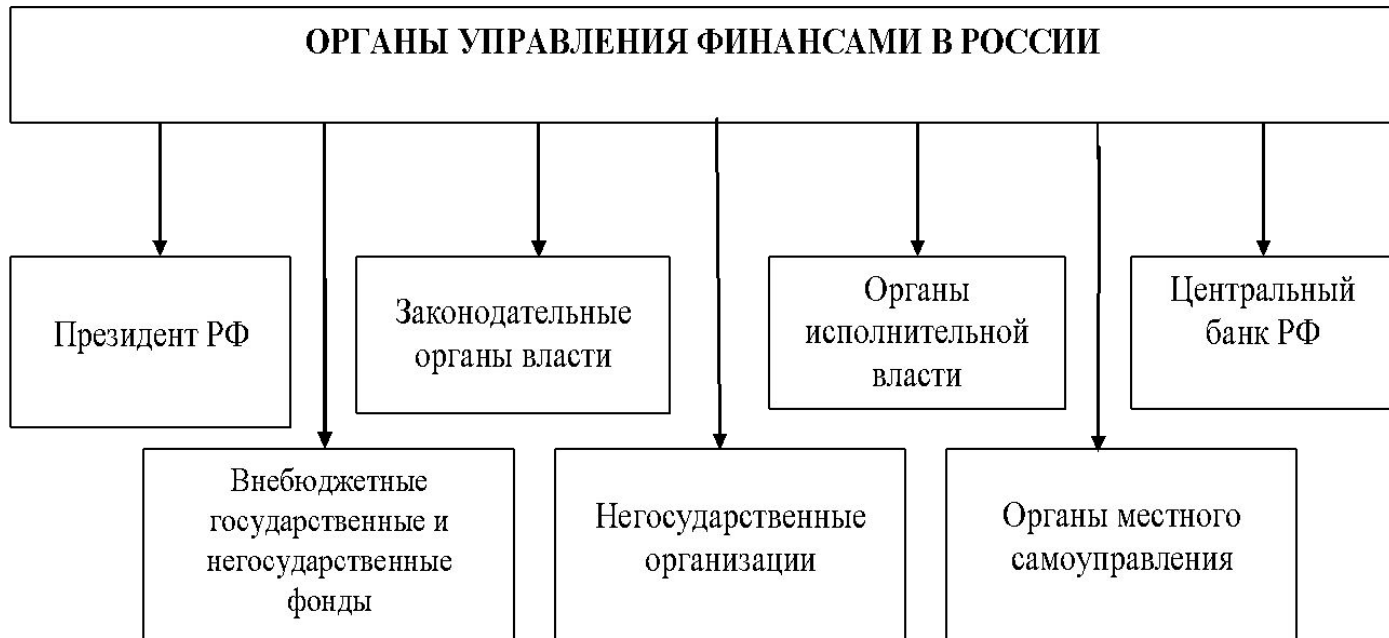 ОРГАНЫ УПРАВЛЕНИЯ ФИНАНСАМИ В РОССИИ
Президент РФ
Законодательные
органы власти
Органы
исполнительной
власти
Центральный
банк РФ
Внебюджетные
государственные и
негосударственные
фонды
Негосударственные
организации
Органы местного
самоуправления